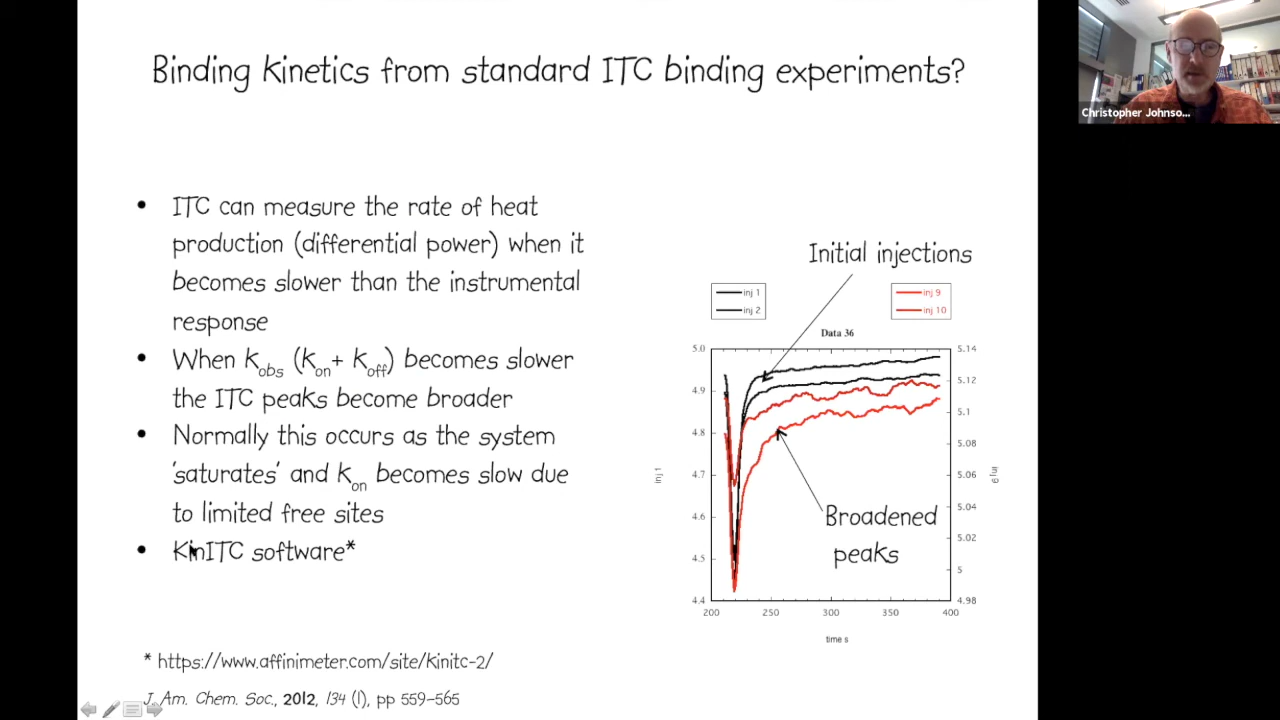 Binding kinetics from standard ITC binding experiments?
Christopher Johnso...
• ITC can measure the rate of heat
production (differential power) when it
becomes slower than the instrumental
response
• When kobs (kon+ koff) becomes slower
the ITC peaks become broader
• Normally this occurs as the system
'saturates' and kon becomes slow due
to limited free sites
• KinITC software*
Initial injections
inj 1
inj 2
inj 9
inj 10
Data 36
5.0
4.9
4.8
4.7
4.6
4.5
4.4
inj 1
5.14
5.12
5.1
5.08
5.06
5.04
5.02
5
4.98
inj 9
Broadened
peaks
200 250 300 350 400
time s
* https://www.affinimeter.com/site/kinitc-2/
J. Am. Chem. Soc., 2012, 134 (1), pp 559–565